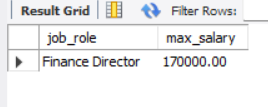 Result Grid Filter Rows:
job_role max_salary
Finance Director 170000.00